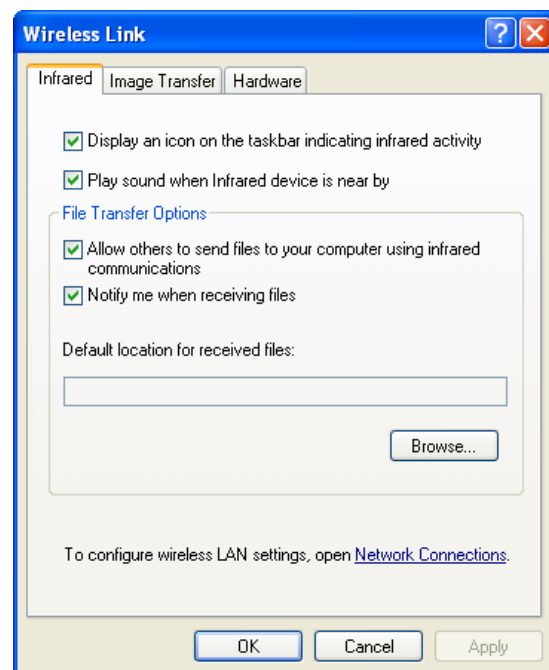 Wireless Link
Infrared Image Transfer Hardware
Display an icon on the taskbar indicating infrared activity
Play sound when Infrared device is near by
File Transfer Options
Allow others to send files to your computer using infrared
communications
Notify me when receiving files
Default location for received files:
Browse...
To configure wireless LAN settings, open Network Connections.
OK Cancel Apply